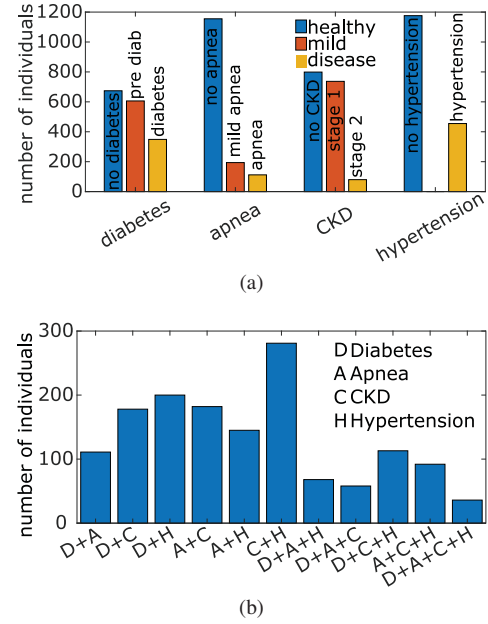 1200
1000
800
600
400
200
0
number of individuals
healthy
mild
disease
no diabetes
pre diab
diabetes
no apnea
mild apnea
apnea
no CKD
stage 1
stage 2
no hypertension
hypertension
diabetes
apnea
CKD
hypertension
(a)
300
200
100
0
number of individuals
D Diabetes
A Apnea
C CKD
H Hypertension
D+A
D+C
D+H
A+C
A+H
C+H
D+A+H
D+A+C
D+C+H
A+C+H
D+A+C+H
(b)